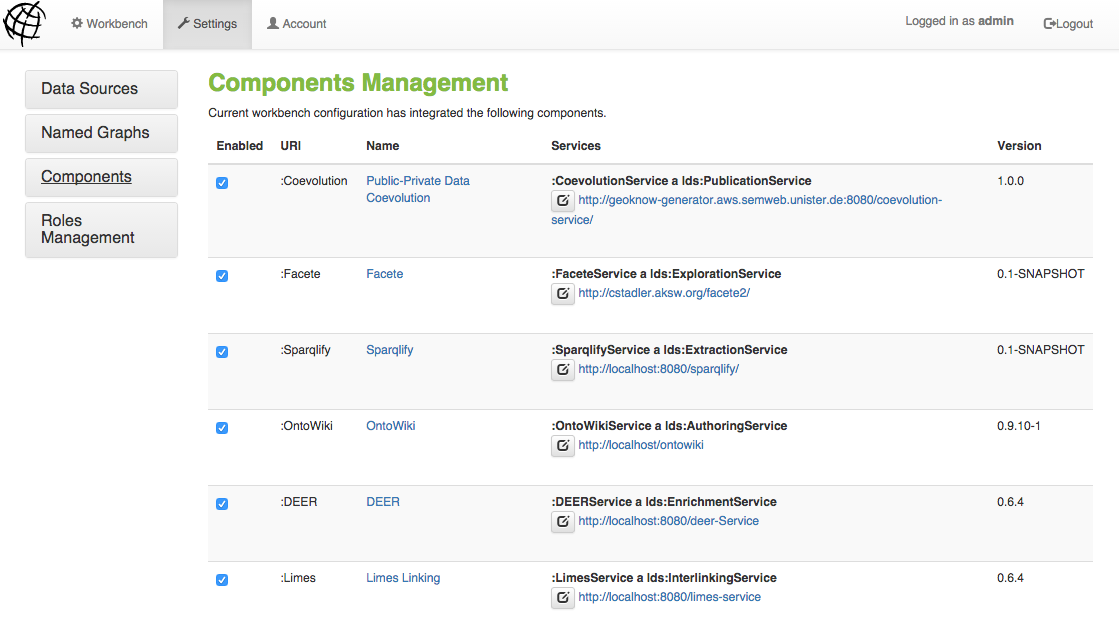 Workbench Settings Account Logged in as admin Logout
Data Sources
Named Graphs
Components
Roles
Management
Components Management
Current workbench configuration has integrated the following components.
Enabled URI Name Services Version
:Coevolution Public-Private Data :CoevolutionService a lds:PublicationService 1.0.0
Coevolution http://geoknow-generator.aws.semweb.unister.de:8080/coevolution-
service/
:Facete Facete :FaceteService a lds:ExplorationService 0.1-SNAPSHOT
http://cstadler.aksw.org/facete2/
:Sparqlify Sparqlify :SparqlifyService a lds:ExtractionService 0.1-SNAPSHOT
http://localhost:8080/sparqlify/
:OntoWiki OntoWiki :OntoWikiService a lds:AuthoringService 0.9.10-1
http://localhost/ontowiki
:DEER DEER :DEERService a lds:EnrichmentService 0.6.4
http://localhost:8080/deer-Service
:Limes Limes Linking :LimesService a lds:InterlinkingService 0.6.4
http://localhost:8080/limes-service